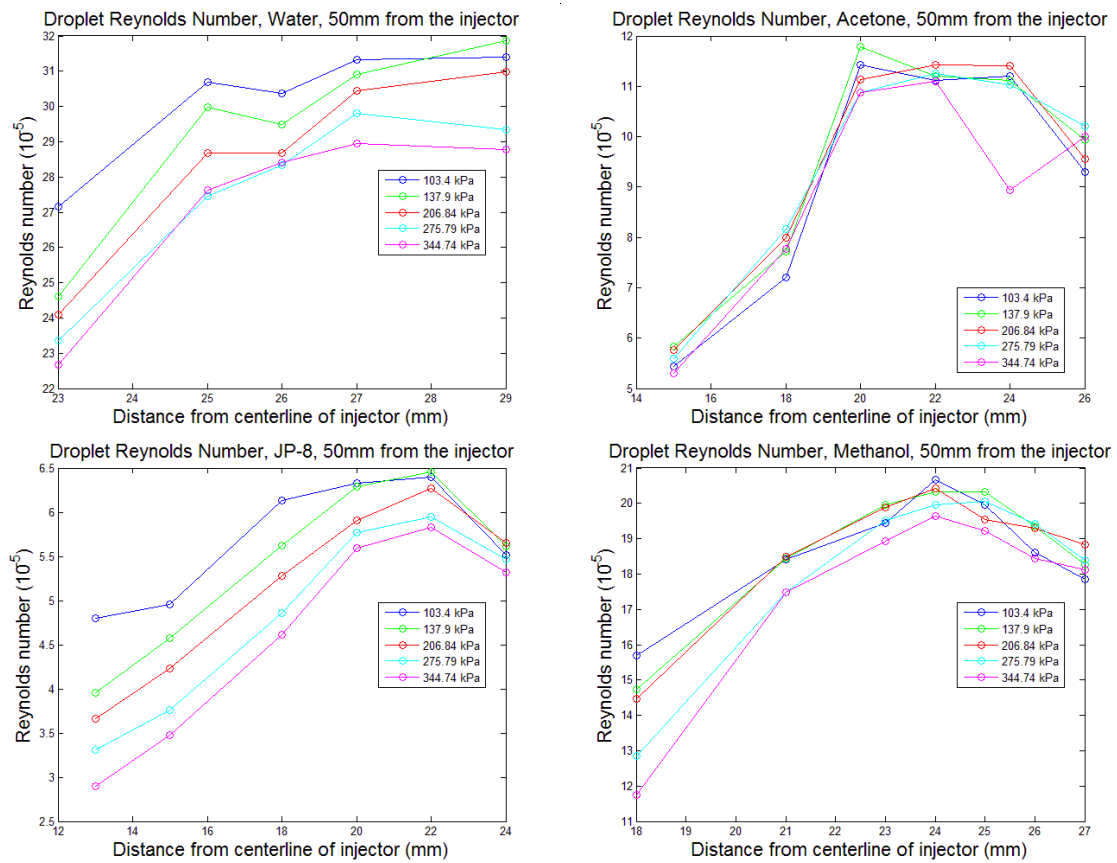 Droplet Reynolds Number, Water, 50mm from the injector
32
31
30
29
28
27
26
25
24
23
22
Reynolds number (10^-5)
103.4 kPa
137.9 kPa
206.84 kPa
275.79 kPa
344.74 kPa
23 24 25 26 27 28 29
Distance from centerline of injector (mm)
Droplet Reynolds Number, Acetone, 50mm from the injector
12
11
10
9
8
7
6
5
Reynolds number (10^-5)
103.4 kPa
137.9 kPa
206.84 kPa
275.79 kPa
344.74 kPa
14 16 18 20 22 24 26
Distance from centerline of injector (mm)
Droplet Reynolds Number, JP-8, 50mm from the injector
6.5
6
5.5
5
4.5
4
3.5
3
2.5
Reynolds number (10^-5)
103.4 kPa
137.9 kPa
206.84 kPa
275.79 kPa
344.74 kPa
12 14 16 18 20 22 24
Distance from centerline of injector (mm)
Droplet Reynolds Number, Methanol, 50mm from the injector
21
20
19
18
17
16
15
14
13
12
11
Reynolds number (10^-5)
103.4 kPa
137.9 kPa
206.84 kPa
275.79 kPa
344.74 kPa
18 19 20 21 22 23 24 25 26 27
Distance from centerline of injector (mm)